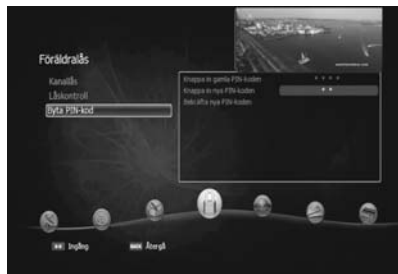 Föräldralås
Kanallås
Låskontroll
Byta PIN-kod
Knappa in gamla PIN-koden
* * * *
Knappa in nya PIN-koden
* *
Bekräfta nya PIN-koden
Ingång
Återgå